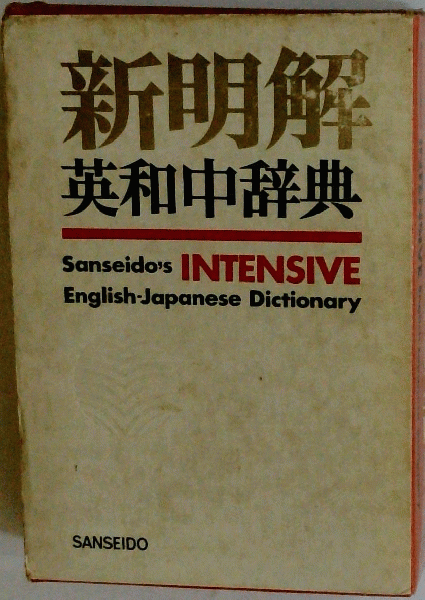 新明解
英和中辞典
Sanseido's INTENSIVE
English-Japanese Dictionary
SANSEIDO